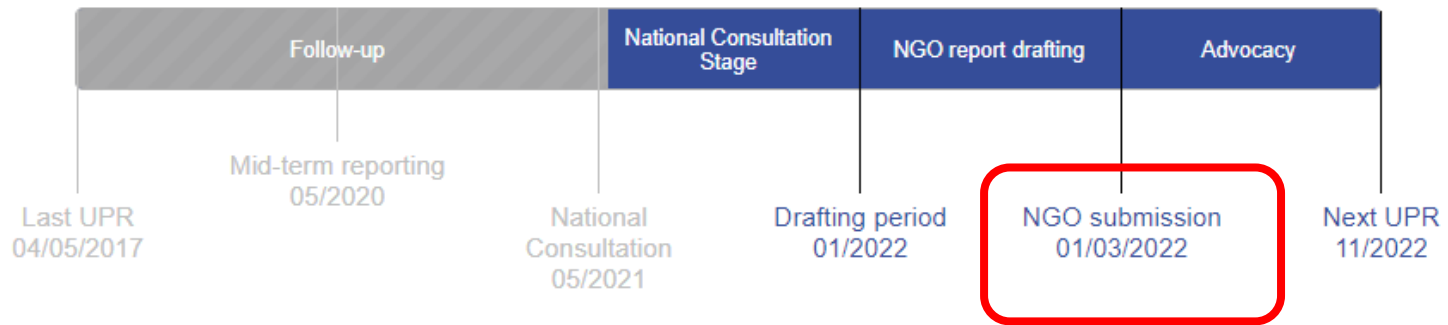 Follow-up
National Consultation
Stage
NGO report drafting
Advocacy
Mid-term reporting
05/2020
Last UPR
04/05/2017
National
Consultation
05/2021
Drafting period
01/2022
NGO submission
01/03/2022
Next UPR
11/2022